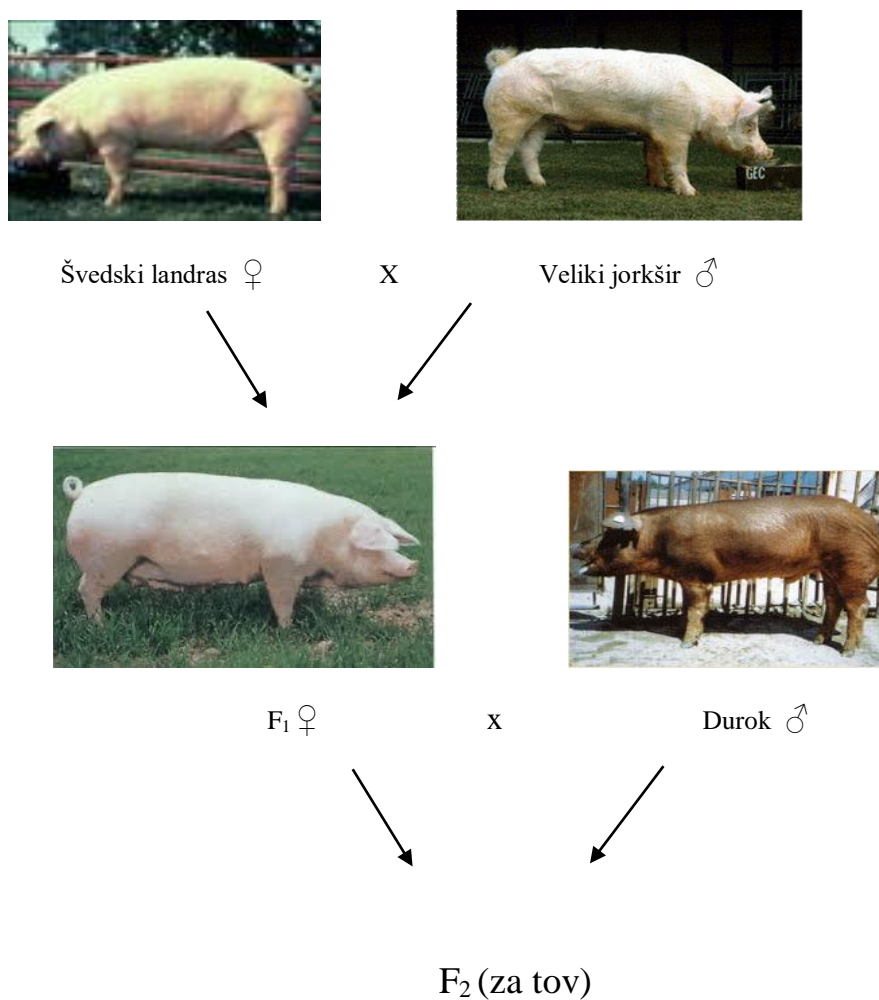 GEC
Švedski landras ♀ X Veliki jorkšir ♂
F₁ ♀ x Durok ♂
F₂ (za tov)